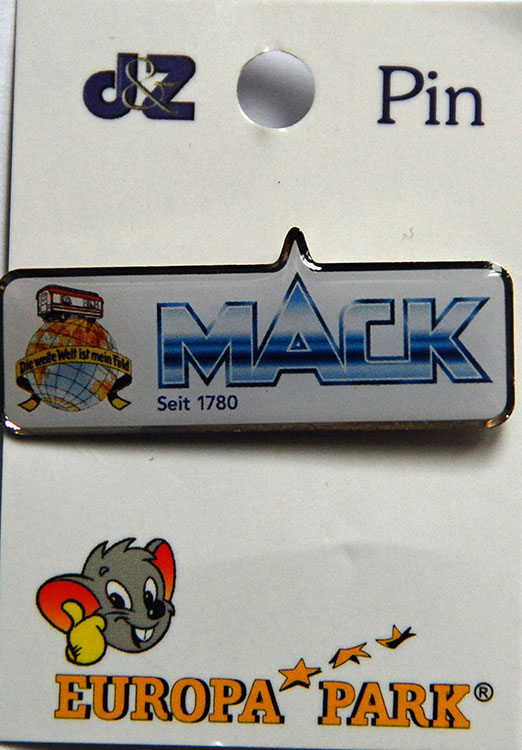 d&Z
Pin
Die weite Welt ist mein Feld
MACK
Seit 1780
EUROPA PARK®